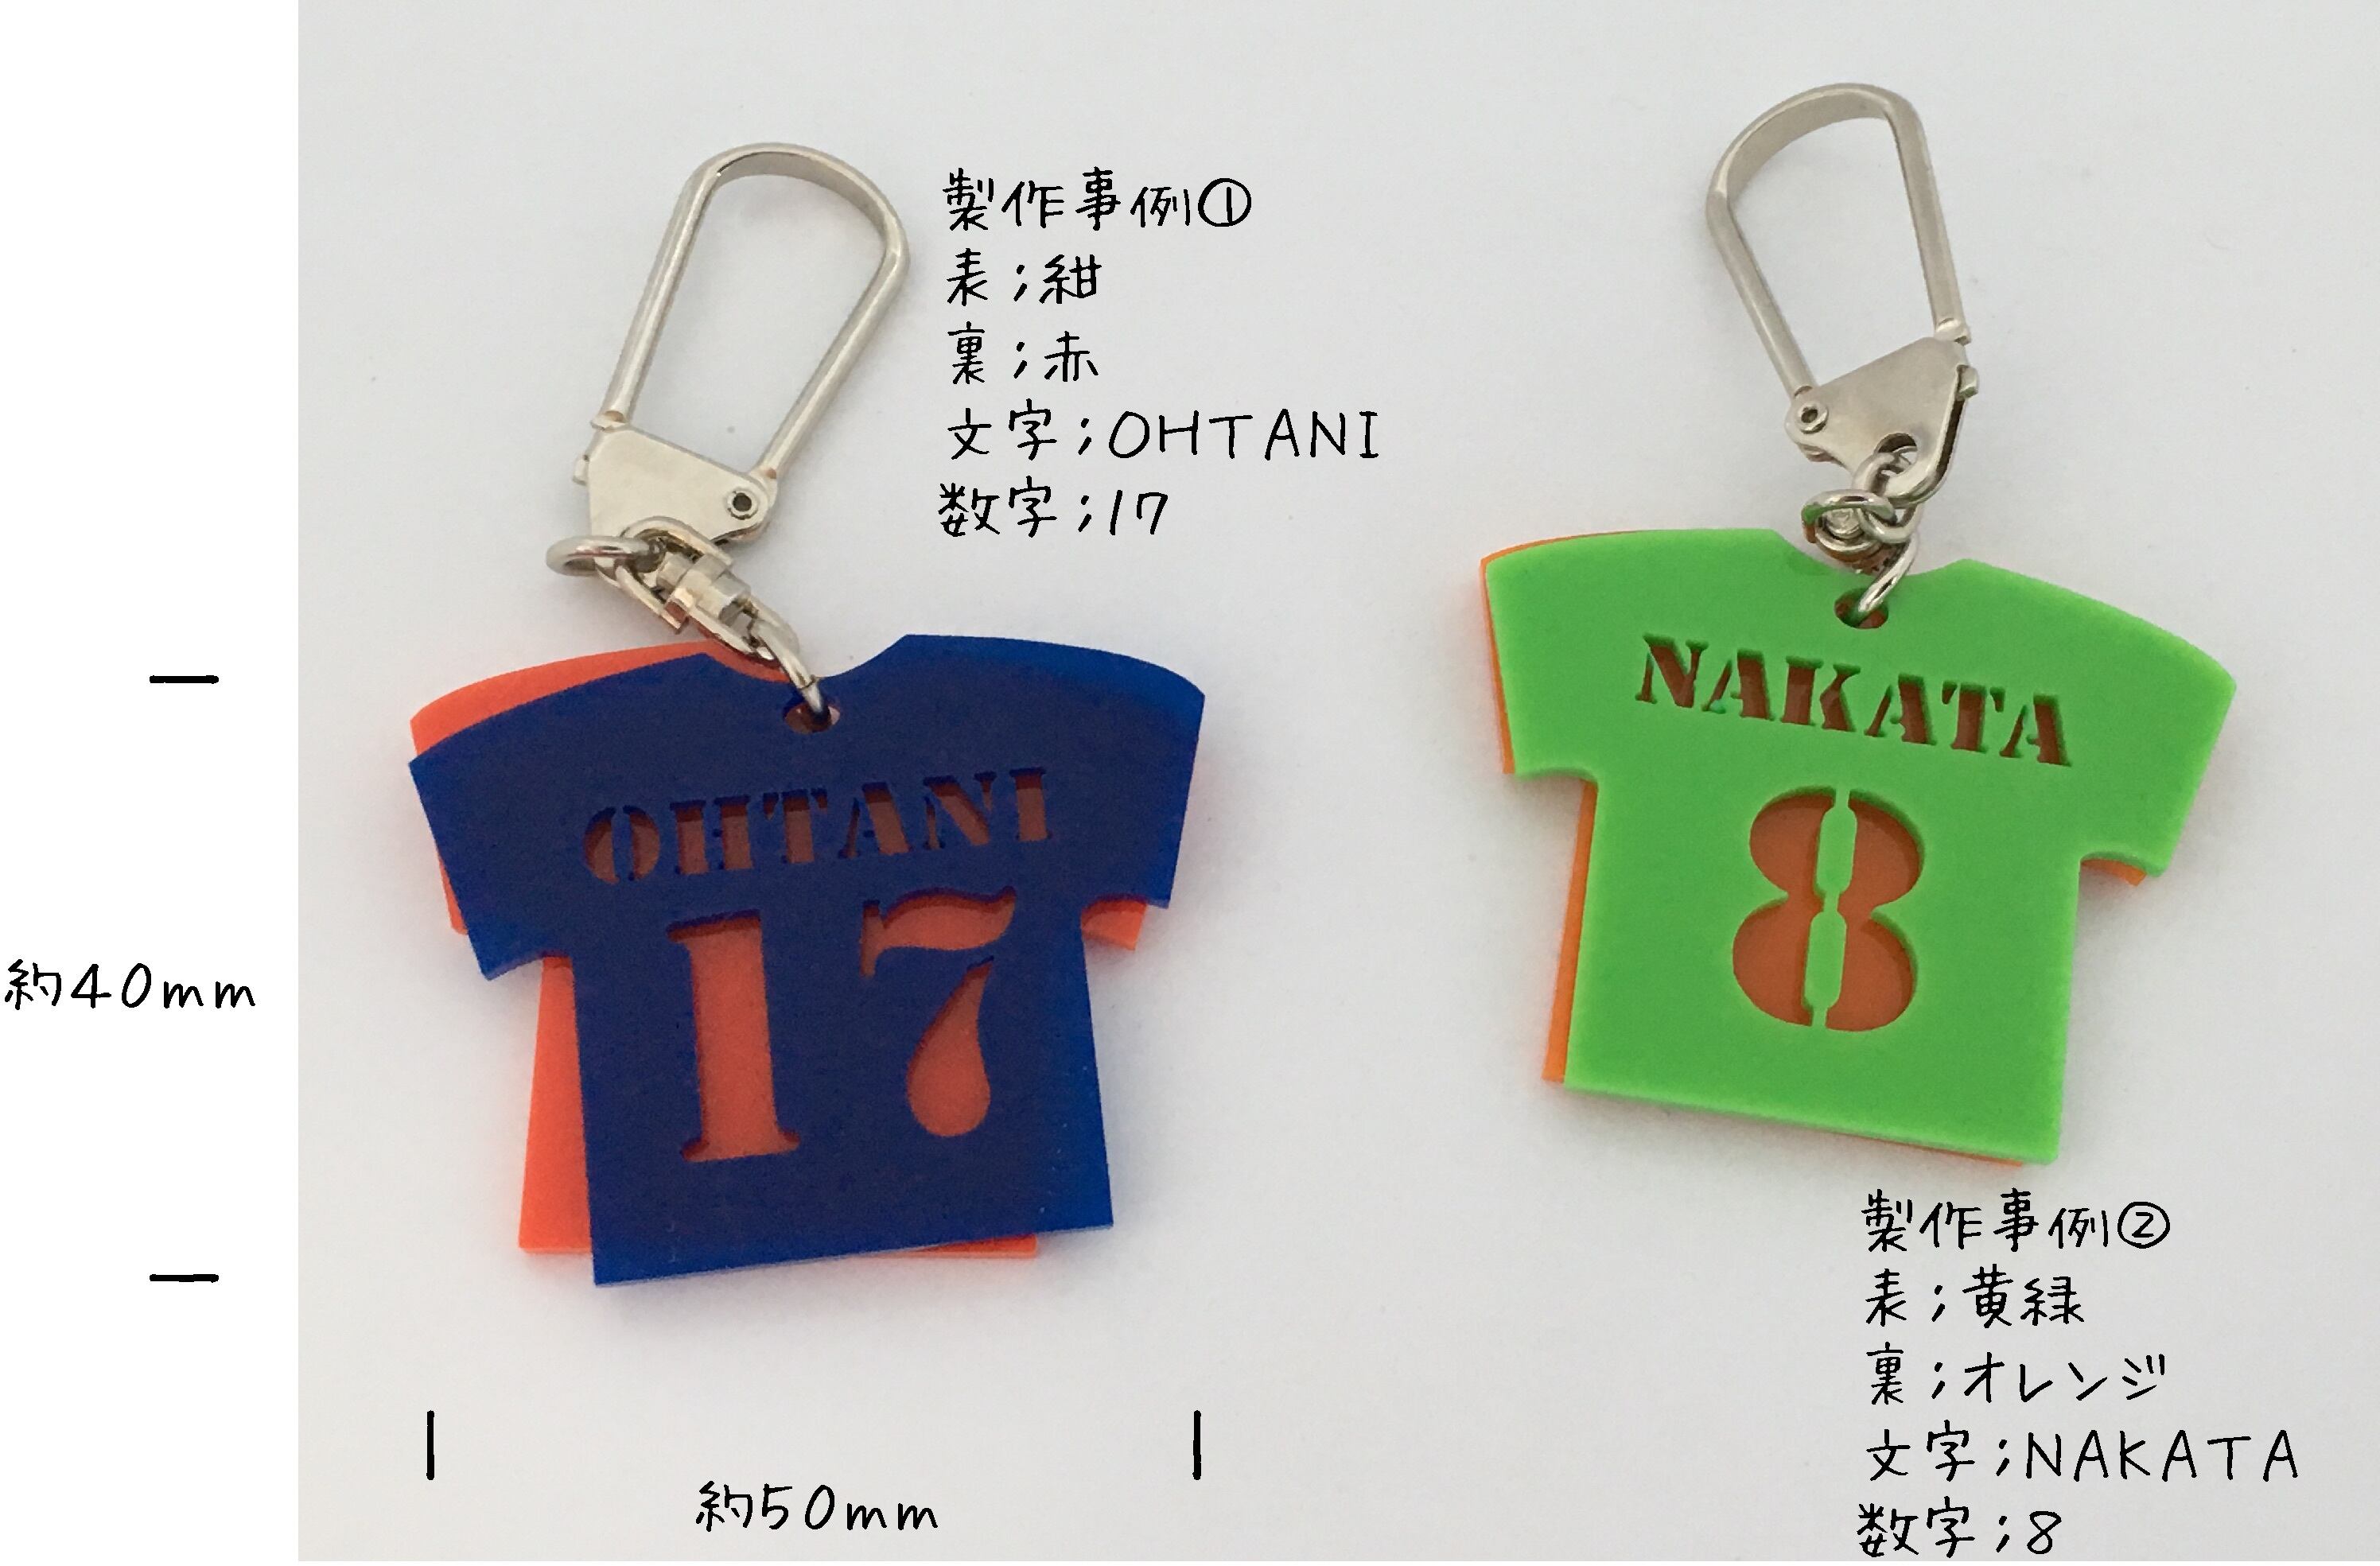 製作事例①
表;紺
裏;赤
文字;OHTANI
数字;17
OHTANI
17
NAKATA
8
約40mm
約50mm
製作事例②
表;黄緑
裏;オレンジ
文字;NAKATA
数字;8